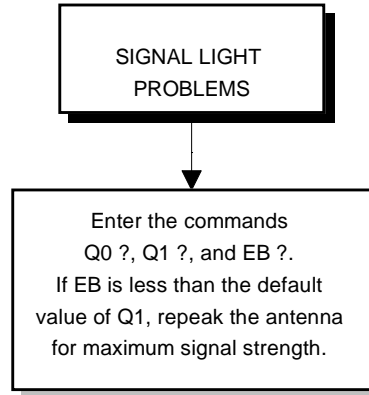 SIGNAL LIGHT
PROBLEMS
Enter the commands
Q0 ?, Q1 ?, and EB ?.
If EB is less than the default
value of Q1, repeak the antenna
for maximum signal strength.